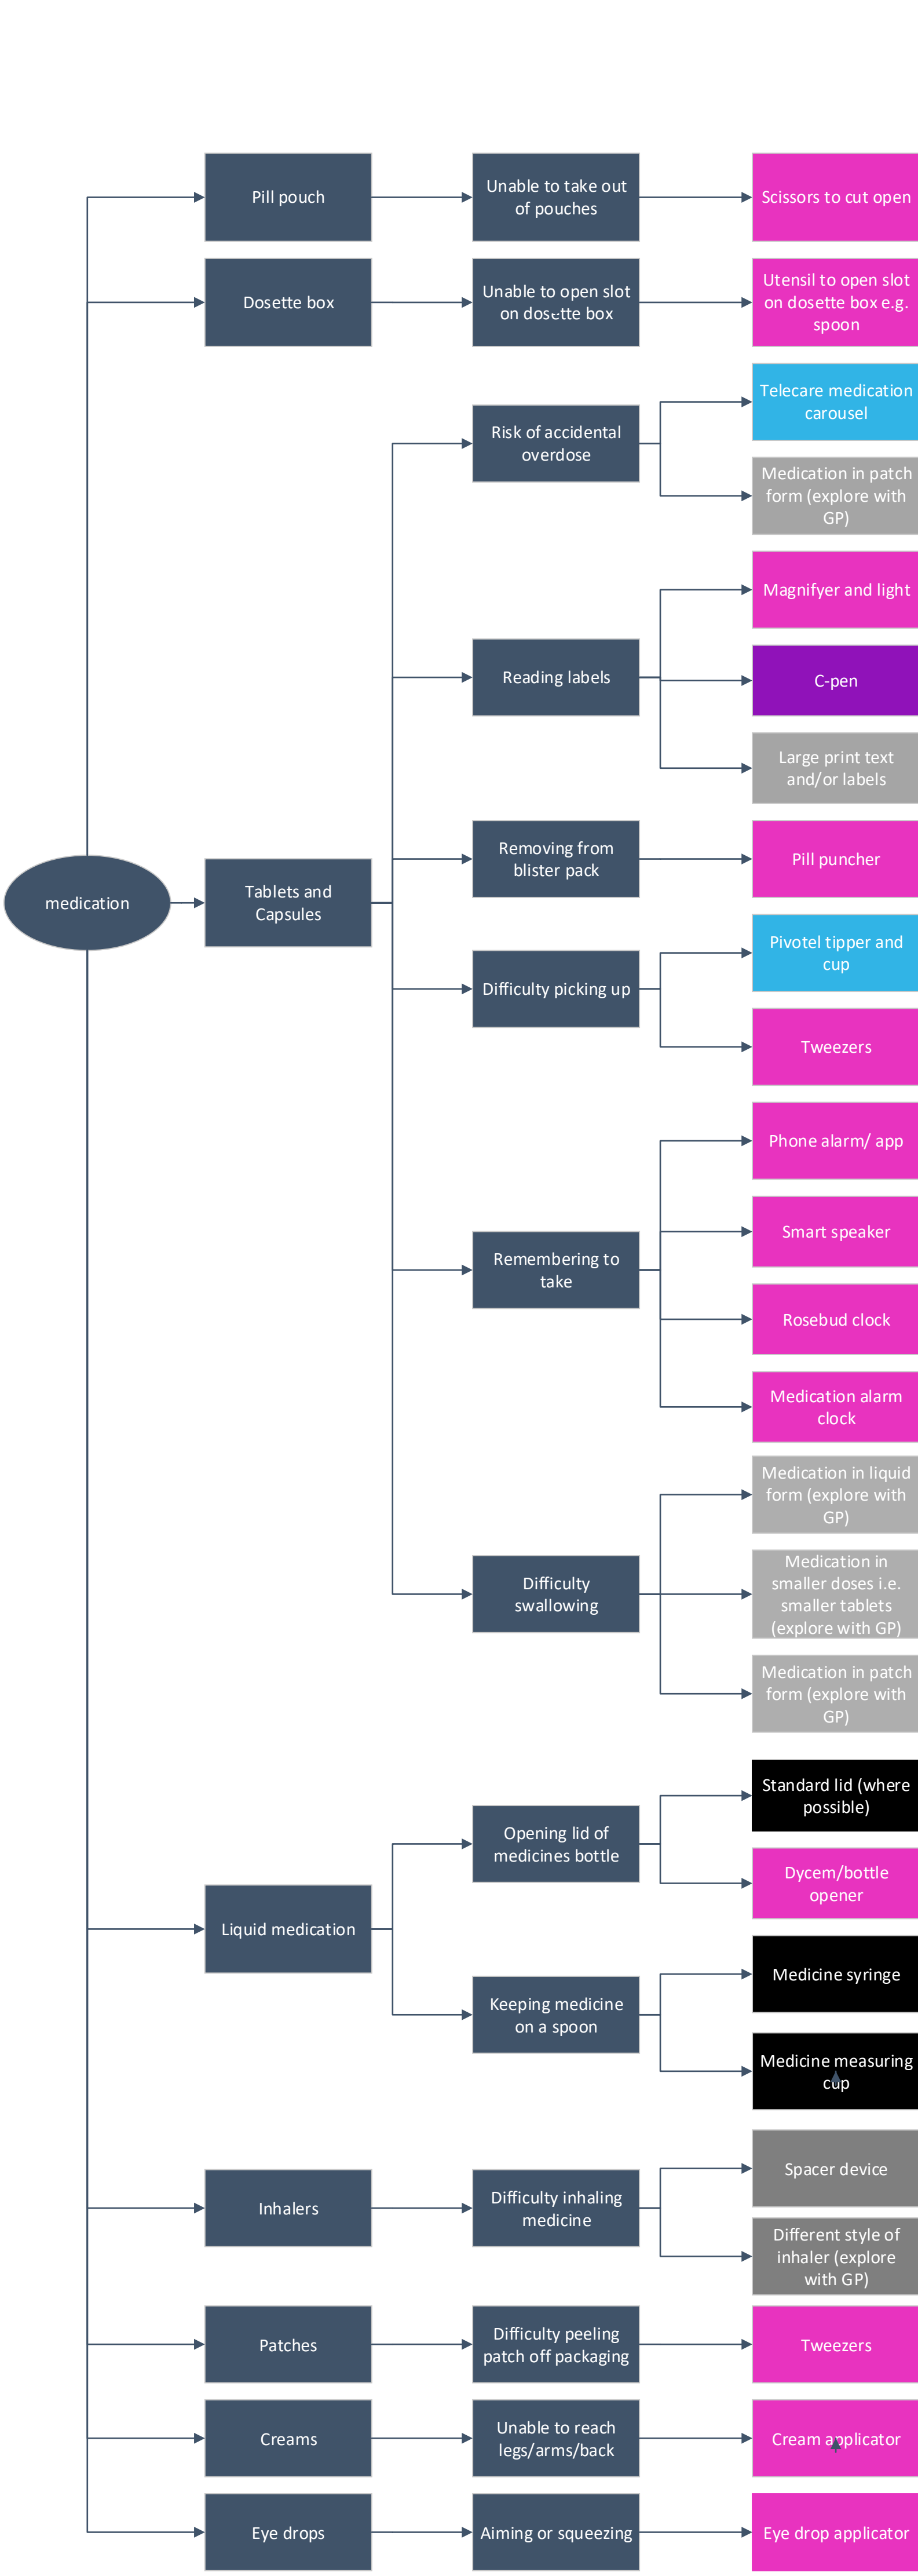 Pill pouch
Unable to take out
of pouches
Scissors to cut open
Dosette box
Unable to open slot
on dosette box
Utensil to open slot
on dosette box e.g.
spoon
Risk of accidental
overdose
Telecare medication
carousel
Medication in patch
form (explore with
GP)
Magnifyer and light
Reading labels
C-pen
Large print text
and/or labels
Removing from
blister pack
Pill puncher
medication
Tablets and
Capsules
Difficulty picking up
Pivotel tipper and
cup
Tweezers
Phone alarm/ app
Smart speaker
Remembering to
take
Rosebud clock
Medication alarm
clock
Medication in liquid
form (explore with
GP)
Difficulty
swallowing
Medication in
smaller doses i.e.
smaller tablets
(explore with GP)
Medication in patch
form (explore with
GP)
Standard lid (where
possible)
Opening lid of
medicines bottle
Dycem/bottle
opener
Liquid medication
Medicine syringe
Keeping medicine
on a spoon
Medicine measuring
cup
Spacer device
Inhalers
Difficulty inhaling
medicine
Different style of
inhaler (explore
with GP)
Patches
Difficulty peeling
patch off packaging
Tweezers
Creams
Unable to reach
legs/arms/back
Cream applicator
Eye drops
Aiming or squeezing
Eye drop applicator